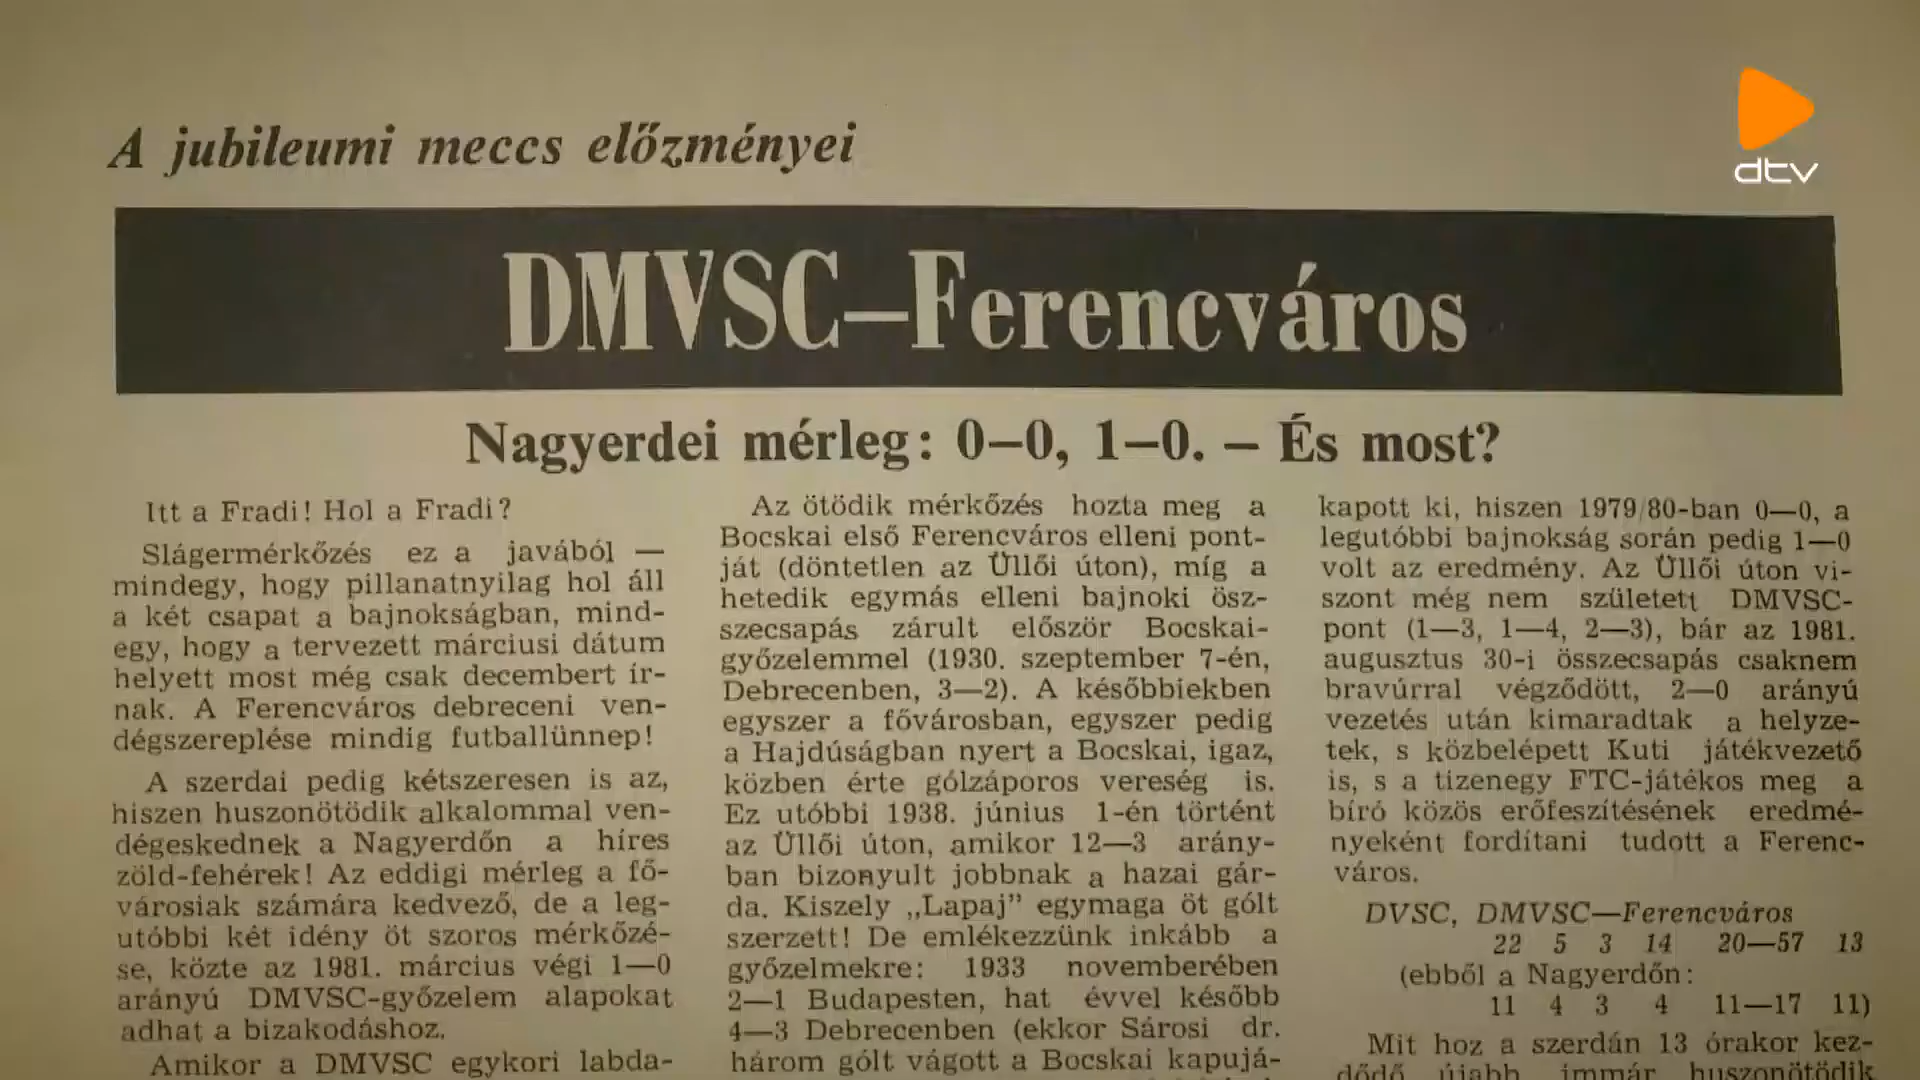 dtv
A jubileumi meccs előzményei
DMVSC—Ferencváros
Nagyerdei mérleg: 0—0, 1—0. — És most?
Itt a Fradi! Hol a Fradi?
Slágermérkőzés ez a javából —
mindegy, hogy pillanatnyilag hol áll
a két csapat a bajnokságban, mind-
egy, hogy a tervezett márciusi dátum
helyett most még csak decembert ír-
nak. A Ferencváros debreceni ven-
dégszereplése mindig futballünnep!
A szerdai pedig kétszeresen is az,
hiszen huszonötödik alkalommal ven-
dégeskednek a Nagyerdőn a híres
zöld-fehérek! Az eddigi mérleg a fő-
városiak számára kedvező, de a leg-
utóbbi két idény öt szoros mérkőzé-
se, közte az 1981. március végi 1—0
arányú DMVSC-győzelem alapokat
adhat a bizakodáshoz.
Amikor a DMVSC egykori labda-
Az ötödik mérkőzés hozta meg a
Bocskai első Ferencváros elleni pont-
ját (döntetlen az Üllői úton), míg a
hetedik egymás elleni bajnoki ösz-
szecsapás zárult először Bocskai-
győzelemmel (1930. szeptember 7-én,
Debrecenben, 3—2). A későbbiekben
egyszer a fővárosban, egyszer pedig
a Hajdúságban nyert a Bocskai, igaz,
közben érte gólzáporos vereség is.
Ez utóbbi 1938. június 1-én történt
az Üllői úton, amikor 12—3 arány-
ban bizonyult jobbnak a hazai gár-
da. Kiszely „Lapaj” egymaga öt gólt
szerzett! De emlékezzünk inkább a
győzelmekre: 1933 novemberében
2—1 Budapesten, hat évvel később
4—3 Debrecenben (ekkor Sárosi dr.
három gólt vágott a Bocskai kapujá-
kapott ki, hiszen 1979/80-ban 0—0, a
legutóbbi bajnokság során pedig 1—0
volt az eredmény. Az Üllői úton vi-
szont még nem született DMVSC-
pont (1—3, 1—4, 2—3), bár az 1981.
augusztus 30-i összecsapás csaknem
bravúrral végződött, 2—0 arányú
vezetés után kimaradtak a helyze-
tek, s közbelépett Kuti játékvezető
is, s a tizenegy FTC-játékos meg a
bíró közös erőfeszítésének eredmé-
nyeként fordítani tudott a Ferenc-
város.
DVSC, DMVSC—Ferencváros
22 5 3 14 20—57 13
(ebből a Nagyerdőn:
11 4 3 4 11—17 11)
Mit hoz a szerdán 13 órakor kez-
dődő újabb immár huszonötödik